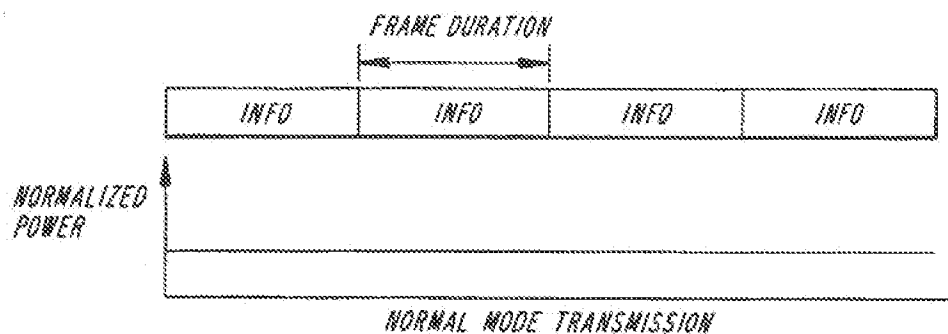 FRAME DURATION
INFO INFO INFO INFO
NORMALIZED
POWER
NORMAL MODE TRANSMISSION